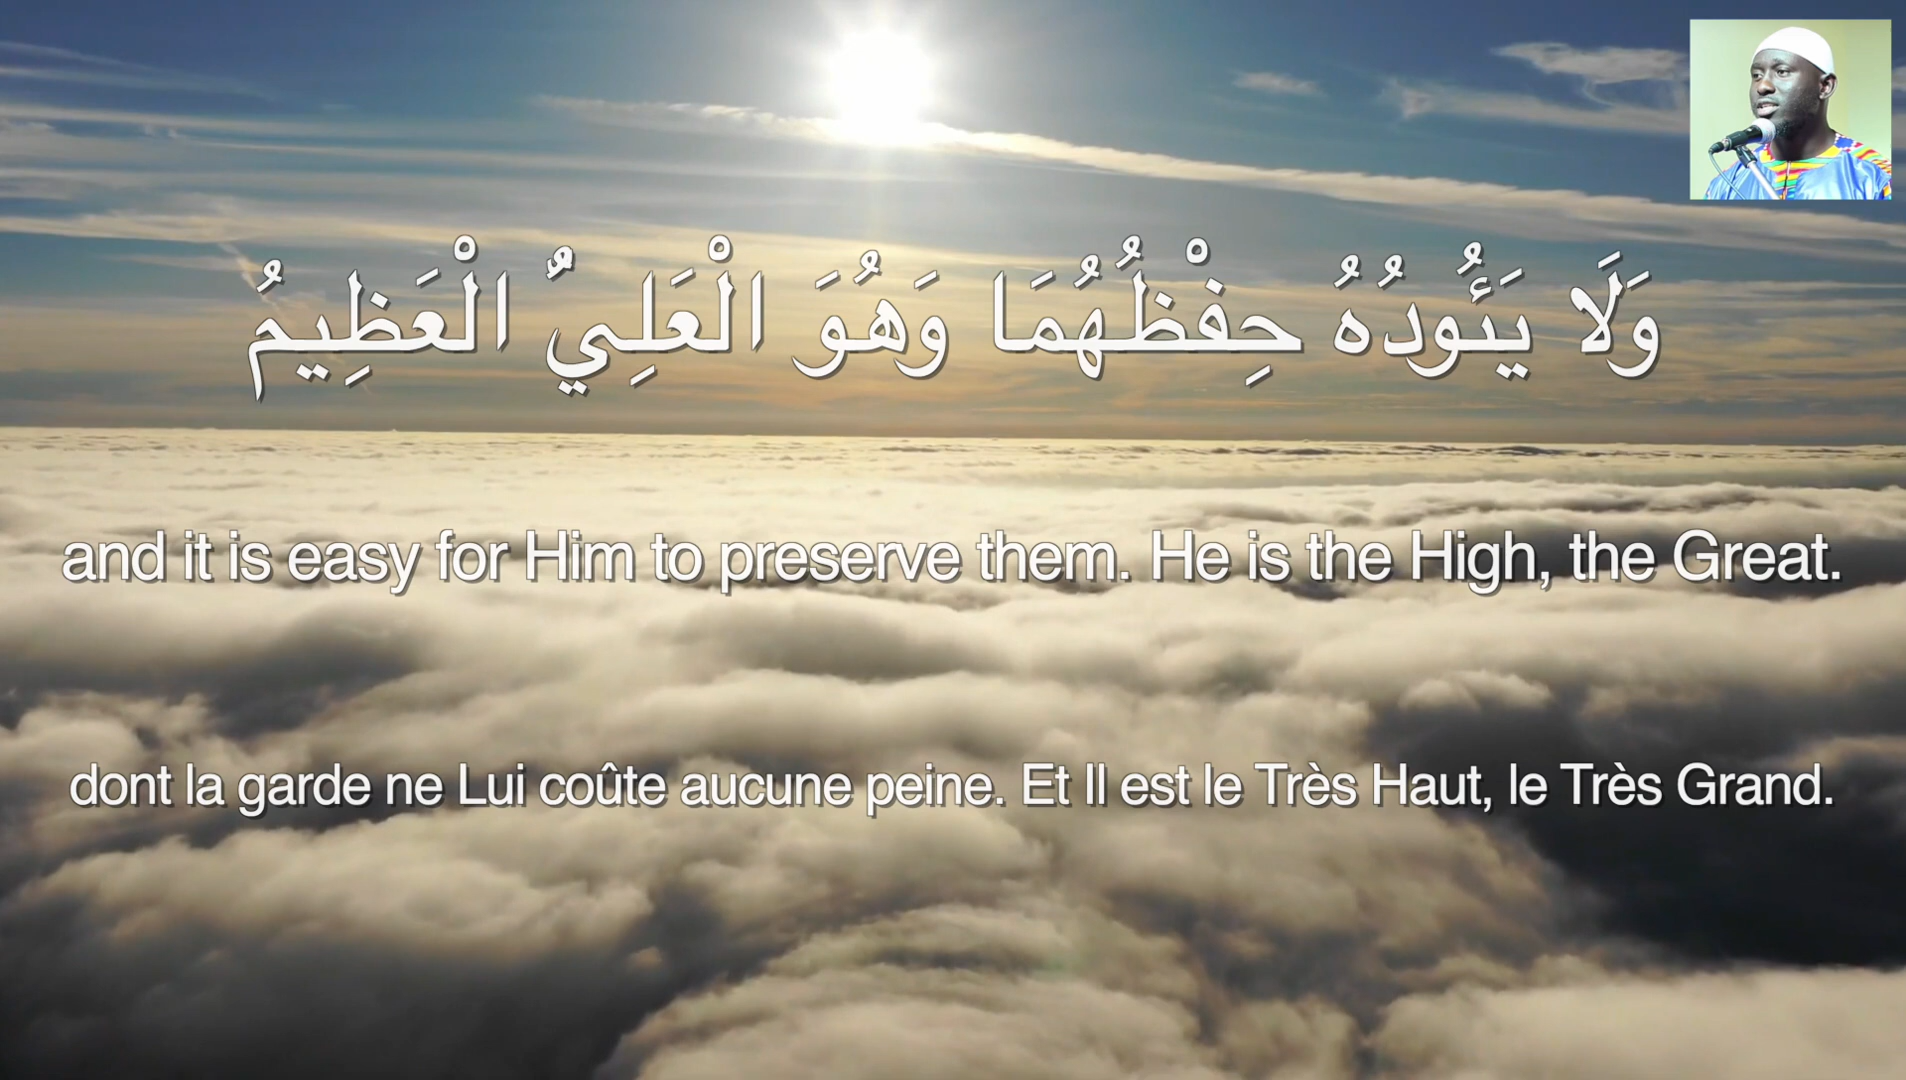 وَلَا يَئُودُهُ حِفْظُهُمَا وَهُوَ الْعَلِيُّ الْعَظِيمُ
and it is easy for Him to preserve them. He is the High, the Great.
dont la garde ne Lui coûte aucune peine. Et Il est le Très Haut, le Très Grand.